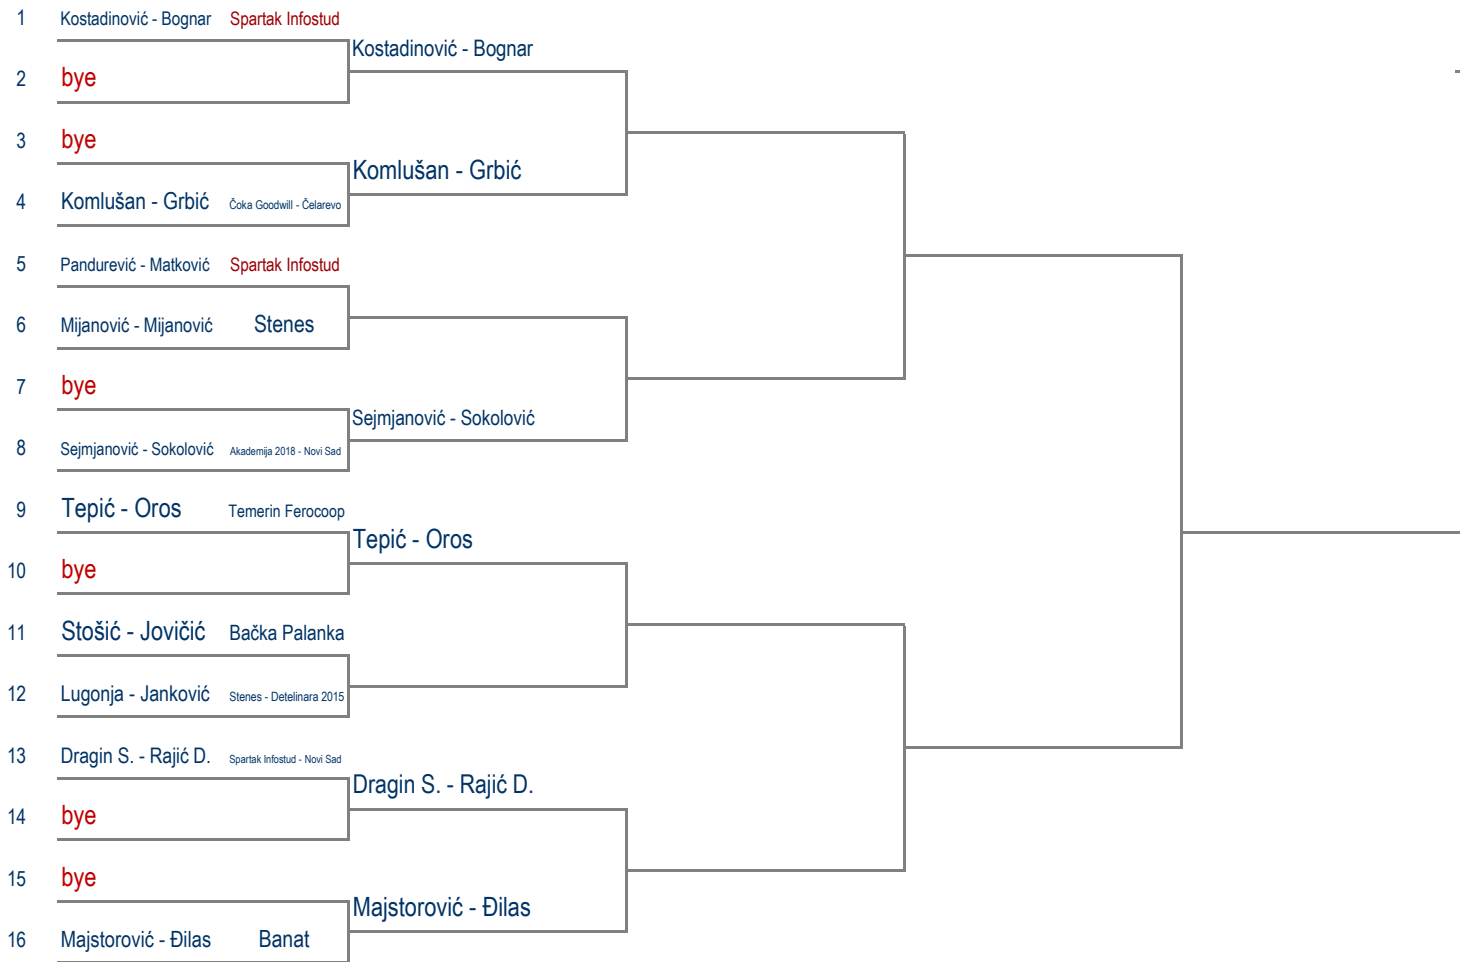 1 Kostadinović - Bognar Spartak Infostud
Kostadinović - Bognar
2 bye
3 bye
Komlušan - Grbić
4 Komlušan - Grbić Čoka Goodwill - Čelarevo
5 Pandurević - Matković Spartak Infostud
6 Mijanović - Mijanović Stenes
7 bye
Sejmjanović - Sokolović
8 Sejmjanović - Sokolović Akademija 2018 - Novi Sad
9 Tepić - Oros Temerin Ferocoop
Tepić - Oros
10 bye
11 Stošić - Jovičić Bačka Palanka
12 Lugonja - Janković Stenes - Detelinara 2015
13 Dragin S. - Rajić D. Spartak Infostud - Novi Sad
Dragin S. - Rajić D.
14 bye
15 bye
Majstorović - Đilas
16 Majstorović - Đilas Banat